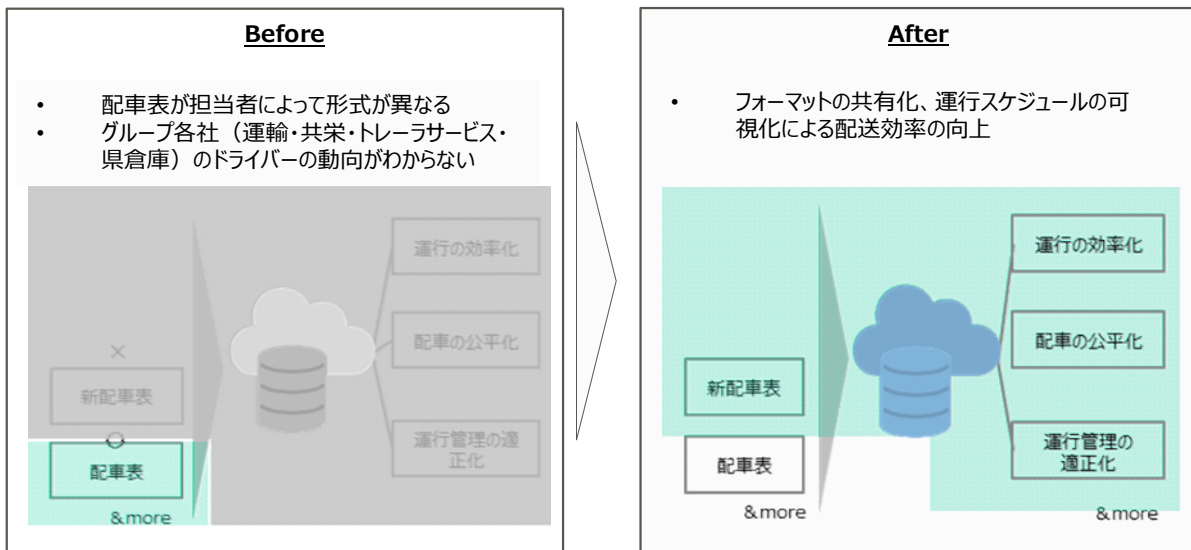 Before
• 配車表が担当者によって形式が異なる
• グループ各社（運輸・共栄・トレーラサービス・
県倉庫）のドライバーの動向がわからない
運行の効率化
配車の公平化
×
新配車表
運行管理の適
正化
配車表
&more
After
• フォーマットの共有化、運行スケジュールの可
視化による配送効率の向上
運行の効率化
配車の公平化
新配車表
運行管理の
適正化
配車表
&more
&more